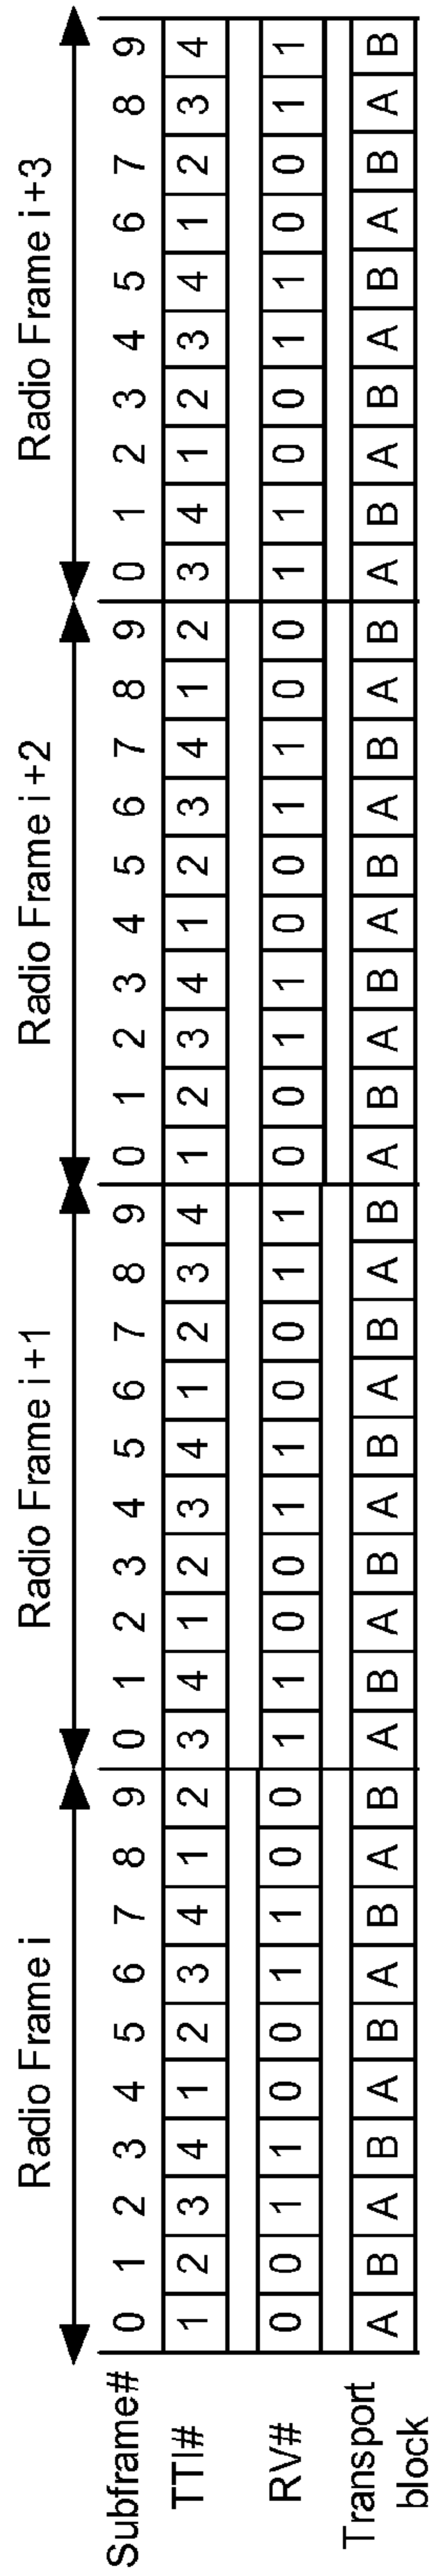 Radio Frame i Radio Frame i+1 Radio Frame i+2 Radio Frame i+3
Subframe# 0 1 2 3 4 5 6 7 8 9 0 1 2 3 4 5 6 7 8 9 0 1 2 3 4 5 6 7 8 9 0 1 2 3 4 5 6 7 8 9
TTI# 1 2 3 4 1 2 3 4 1 2 3 4 1 2 3 4 1 2 3 4 1 2 3 4 1 2 3 4 1 2 3 4 1 2 3 4 1 2 3 4
RV# 0 0 1 1 0 0 1 1 0 0 1 1 0 0 1 1 0 0 1 1 0 0 1 1 0 0 1 1 0 0 1 1 0 0 1 1 0 0 1 1
Transport
block A B A B A B A B A B A B A B A B A B A B A B A B A B A B A B A B A B A B A B A B